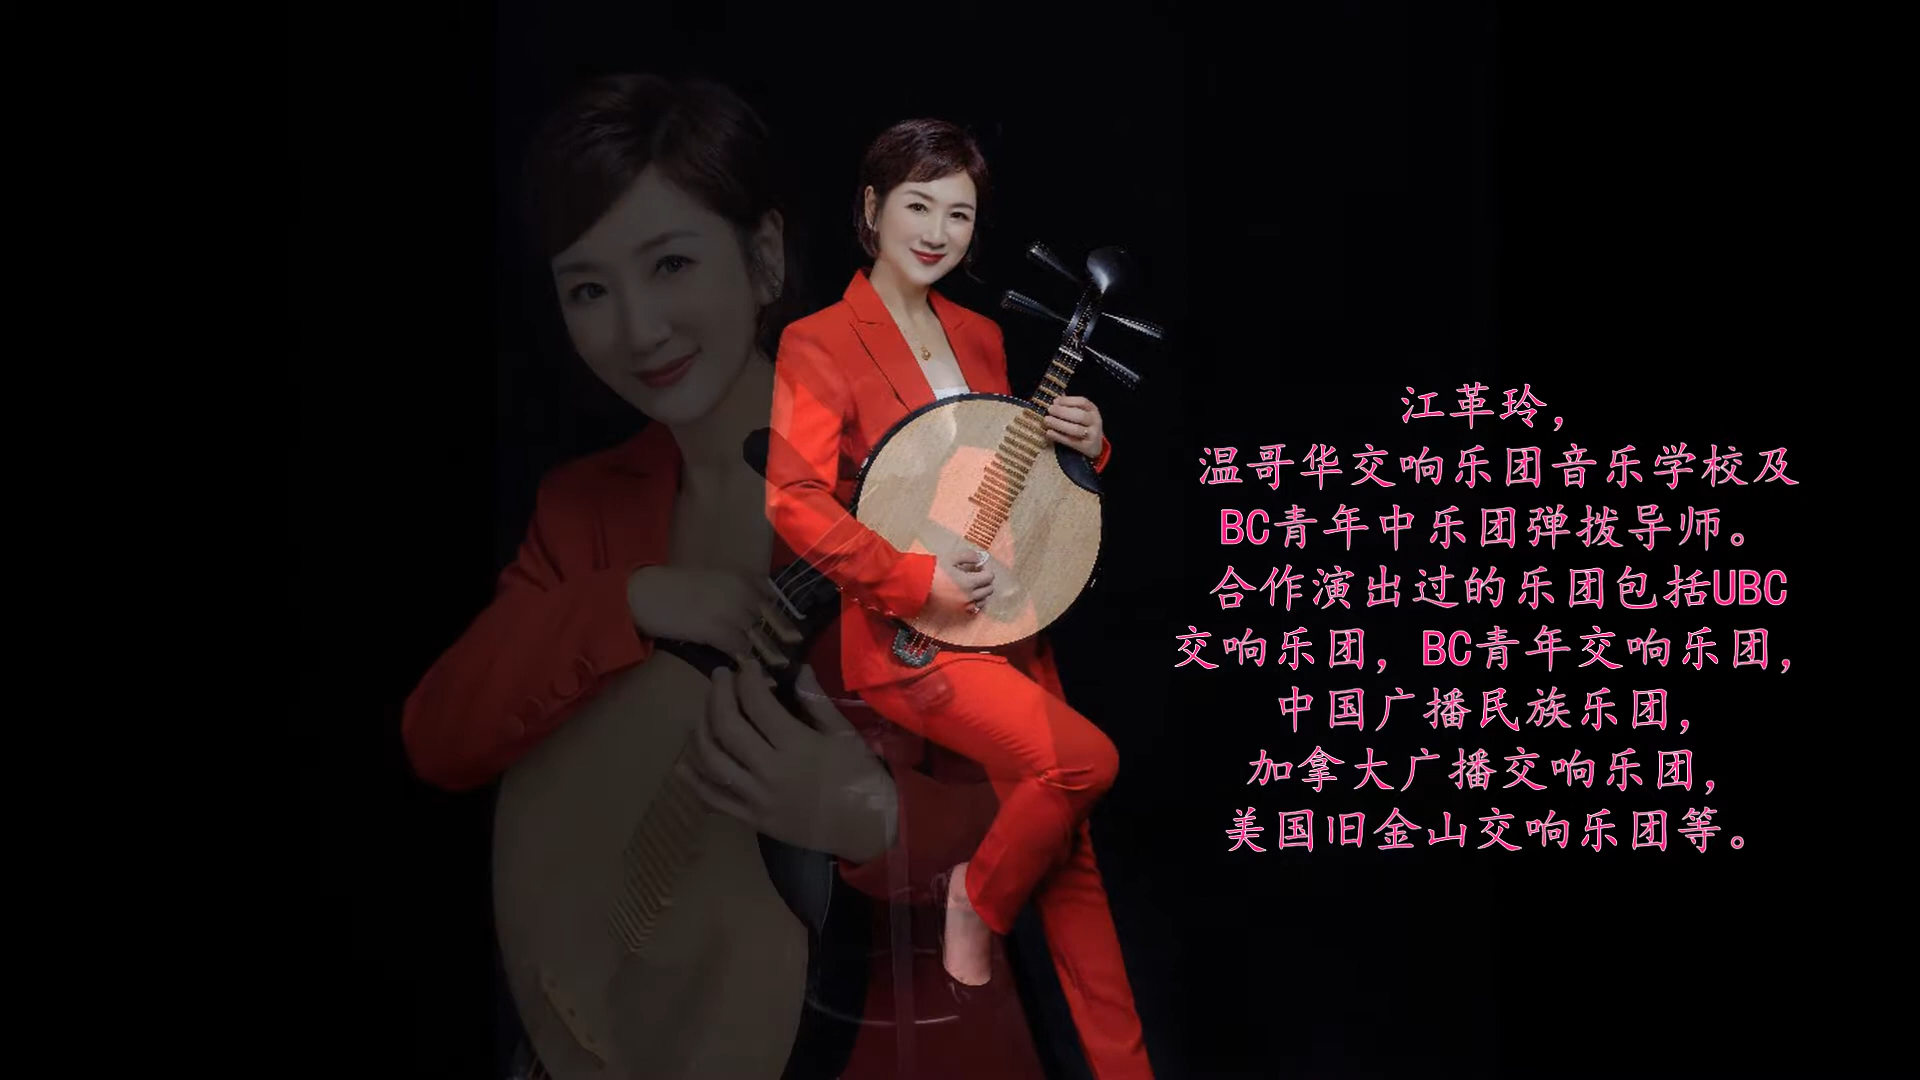 江革玲，
温哥华交响乐团音乐学校及
BC青年中乐团弹拨导师。
合作演出过的乐团包括UBC
交响乐团，BC青年交响乐团，
中国广播民族乐团，
加拿大广播交响乐团，
美国旧金山交响乐团等。